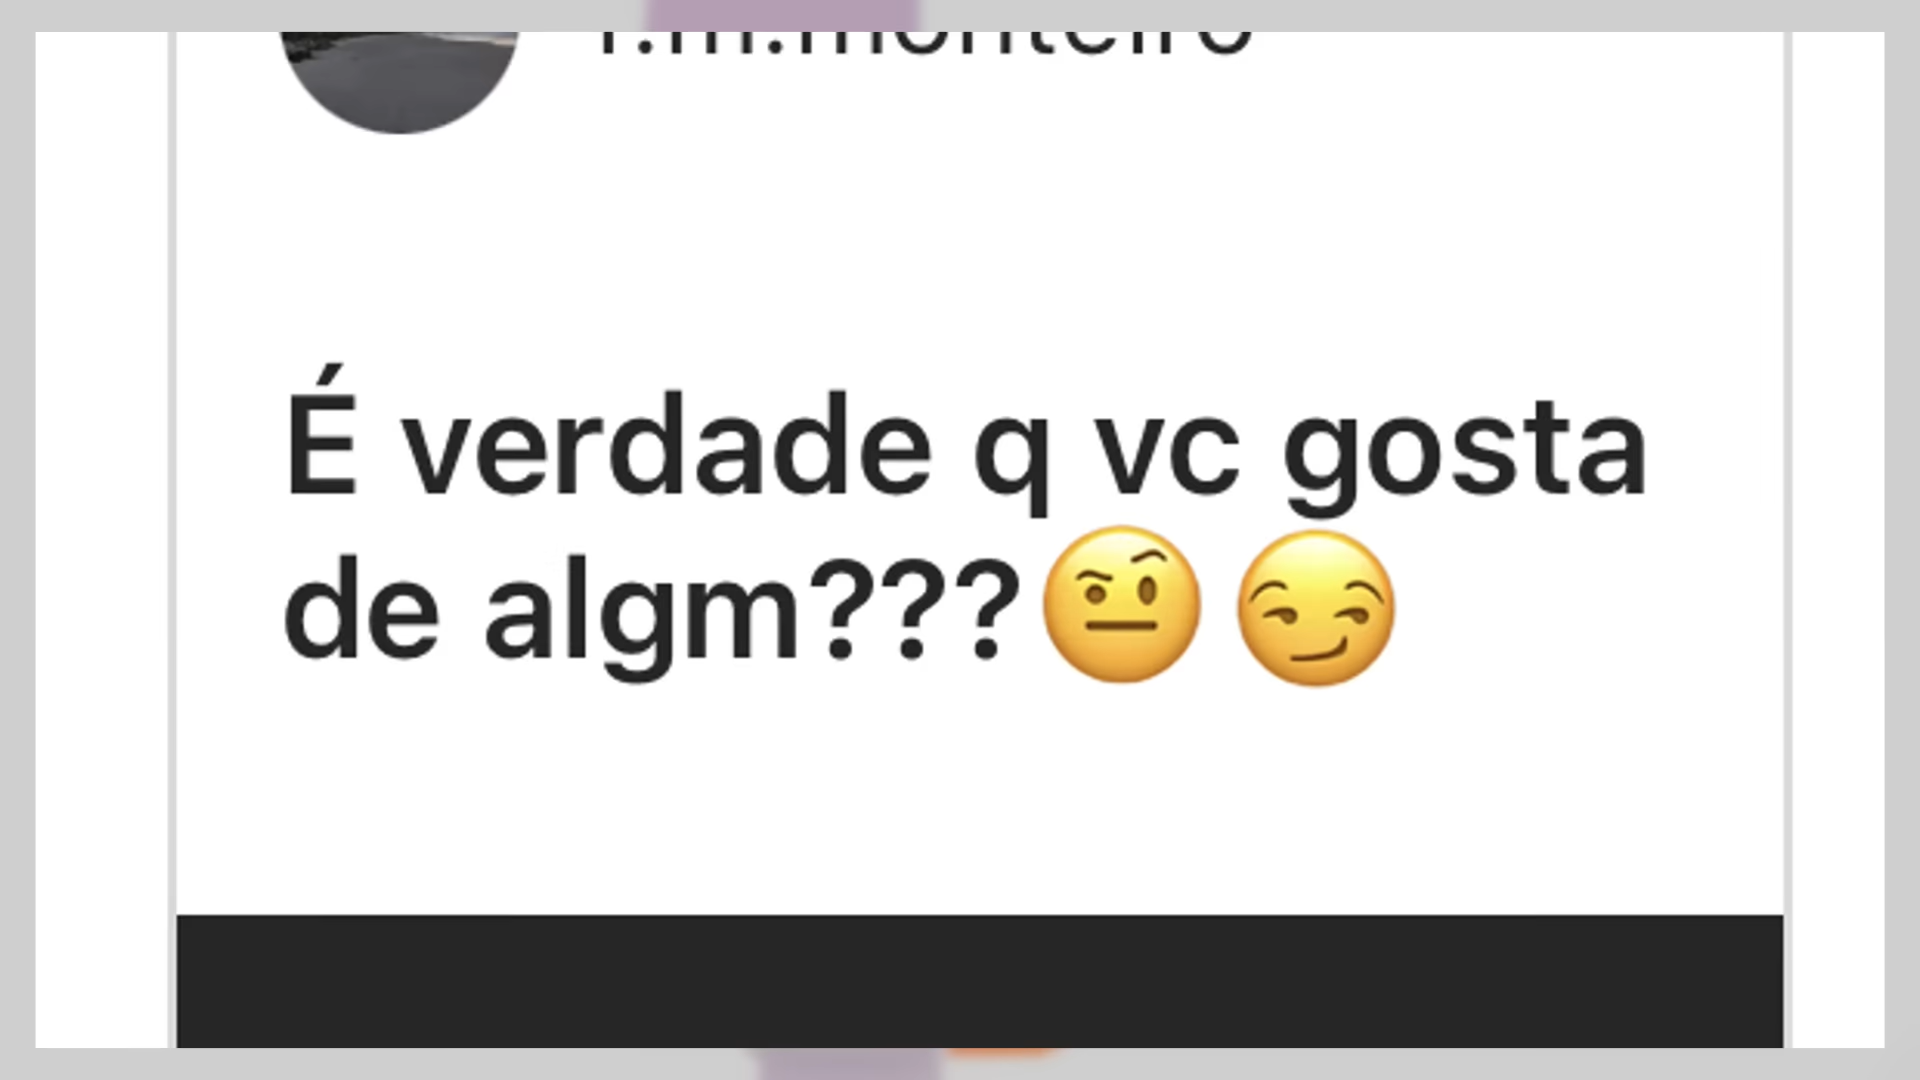 É verdade q vc gosta
de algm???🤨 😏